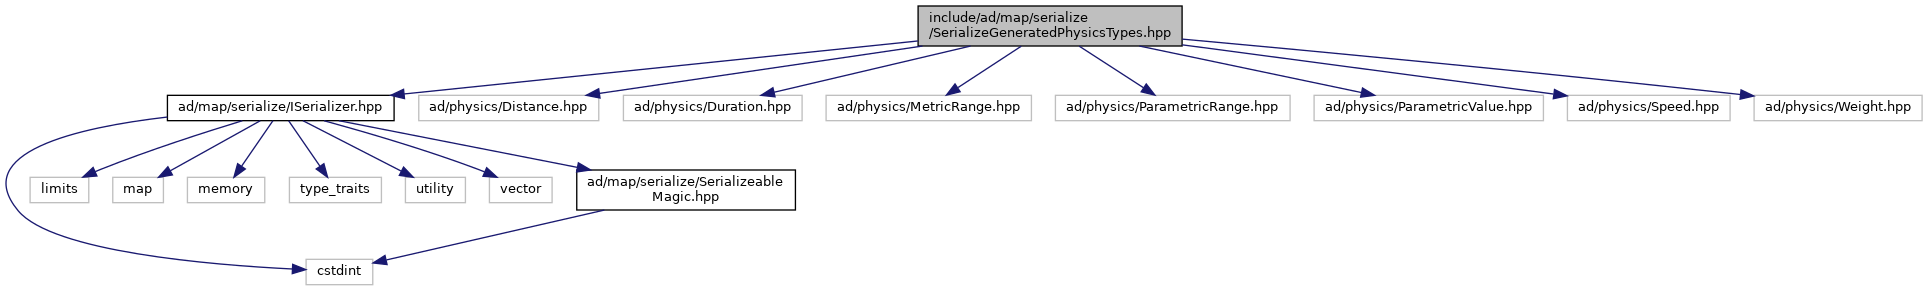 include/ad/map/serialize
/SerializeGeneratedPhysicsTypes.hpp
ad/map/serialize/ISerializer.hpp
ad/physics/Distance.hpp
ad/physics/Duration.hpp
ad/physics/MetricRange.hpp
ad/physics/ParametricRange.hpp
ad/physics/ParametricValue.hpp
ad/physics/Speed.hpp
ad/physics/Weight.hpp
limits
map
memory
type_traits
utility
vector
ad/map/serialize/Serializeable
Magic.hpp
cstdint